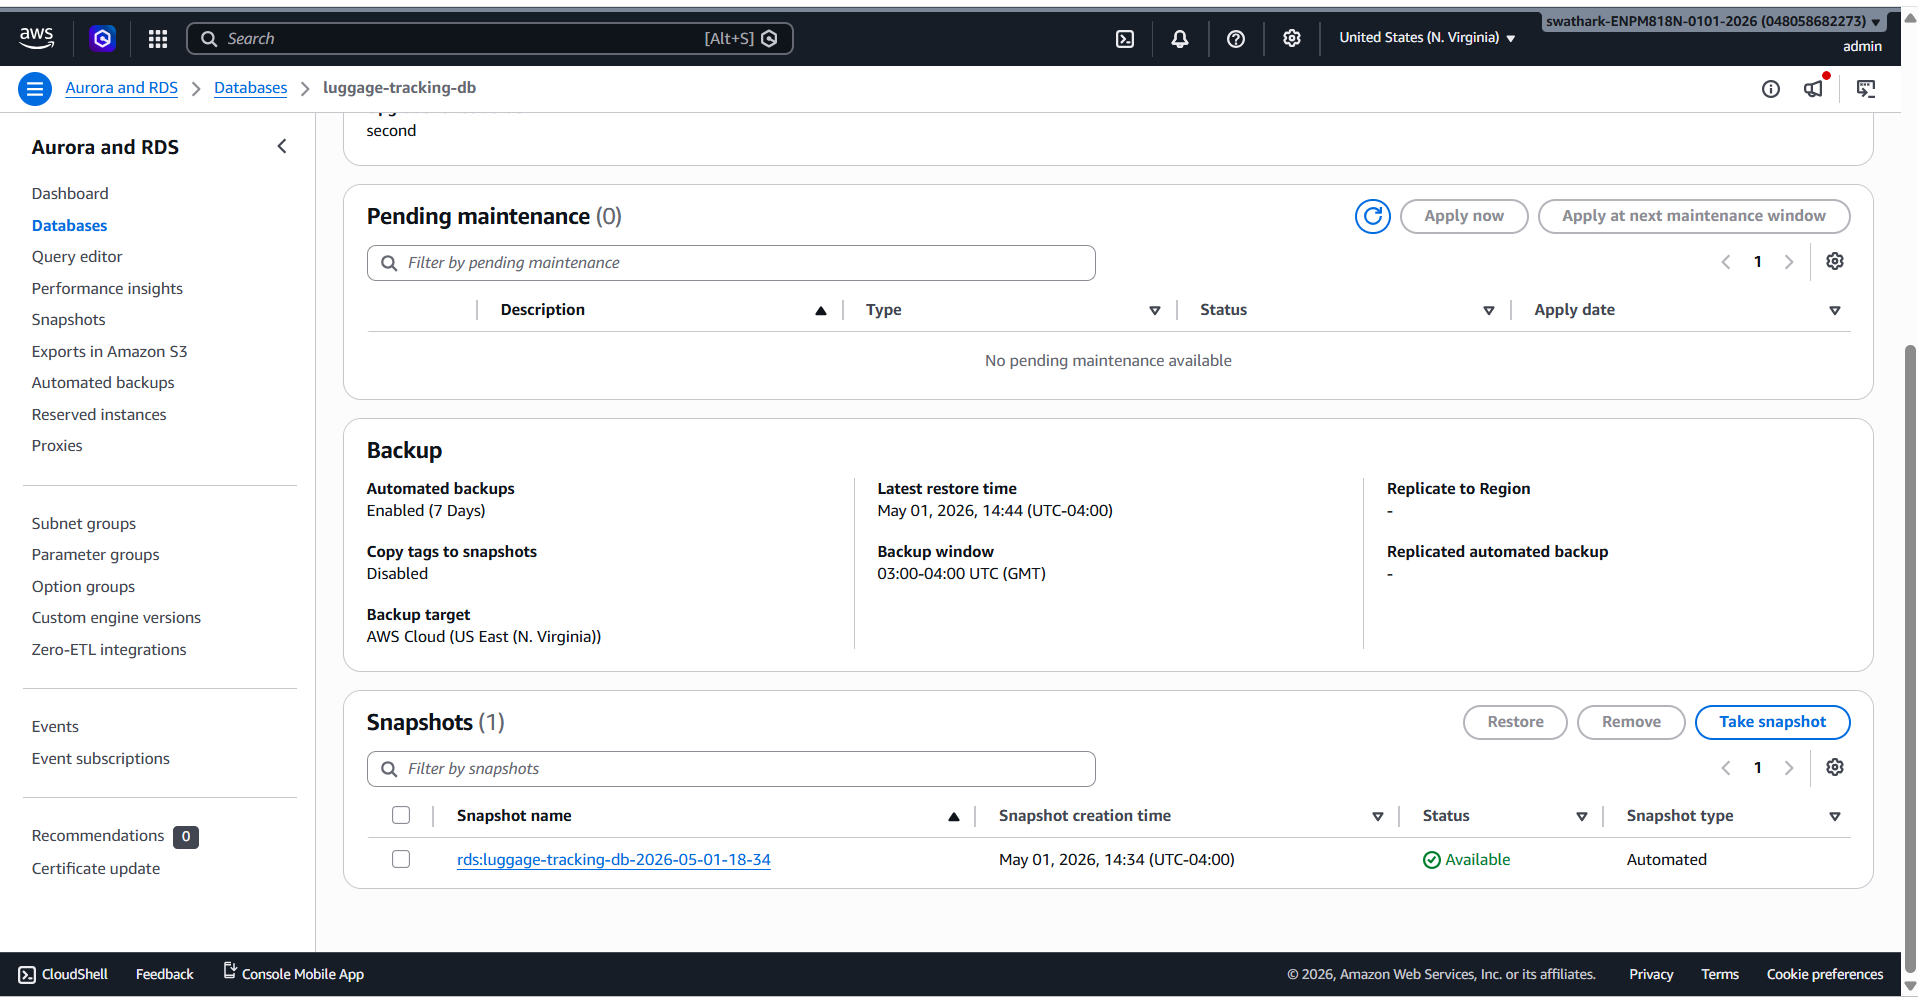 aws
Search [Alt+S]
United States (N. Virginia)
swathark-ENPM818N-0101-2026 (048058682273)
admin
Aurora and RDS
Databases
luggage-tracking-db
Aurora and RDS
Dashboard
Databases
Query editor
Performance insights
Snapshots
Exports in Amazon S3
Automated backups
Reserved instances
Proxies
Subnet groups
Parameter groups
Option groups
Custom engine versions
Zero-ETL integrations
Events
Event subscriptions
Recommendations 0
Certificate update
second
Pending maintenance (0)
Apply now
Apply at next maintenance window
Filter by pending maintenance
1
Description Type Status Apply date
No pending maintenance available
Backup
Automated backups
Enabled (7 Days)
Copy tags to snapshots
Disabled
Backup target
AWS Cloud (US East (N. Virginia))
Latest restore time
May 01, 2026, 14:44 (UTC-04:00)
Backup window
03:00-04:00 UTC (GMT)
Replicate to Region
-
Replicated automated backup
-
Snapshots (1)
Restore
Remove
Take snapshot
Filter by snapshots
1
Snapshot name Snapshot creation time Status Snapshot type
rds:luggage-tracking-db-2026-05-01-18-34 May 01, 2026, 14:34 (UTC-04:00) Available Automated
CloudShell Feedback Console Mobile App © 2026, Amazon Web Services, Inc. or its affiliates. Privacy Terms Cookie preferences